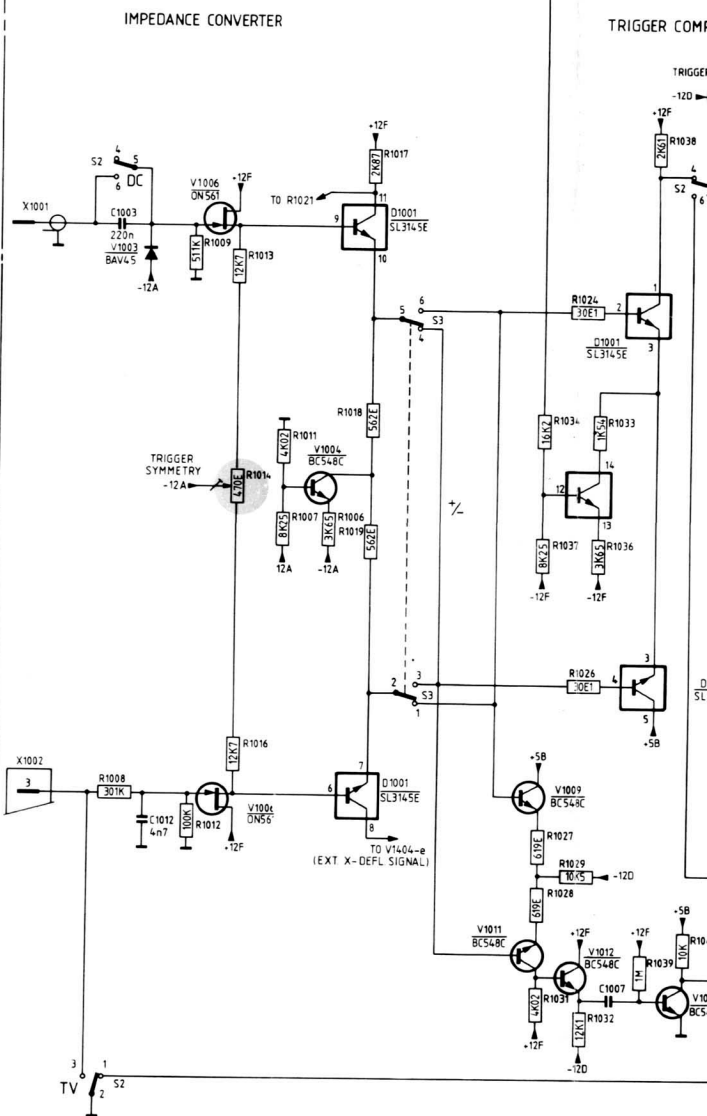 IMPEDANCE CONVERTER
TRIGGER COMP
TRIGGER
-12D
+12F
R1038
2K61
4
S2
6
+12F
R1017
2K87
TO R1021
11
9
D1001
SL3145E
10
4
S2
5
6
DC
X1001
C1003
220n
V1003
BAV45
-12A
V1006
ON561
+12F
R1009
511K
R1013
12K7
6
5
S3
4
R1024
30E1
2
1
D1001
SL3145E
3
R1018
562E
R1011
4K02
V1004
BC548C
TRIGGER
SYMMETRY
-12A
R1014
470E
R1007
8K25
12A
R1006
3K65
-12A
R1019
562E
+/-
R1034
16K2
R1033
1K54
14
12
13
R1037
8K25
-12F
R1036
3K65
-12F
2
3
S3
1
R1026
30E1
4
3
5
+5B
D
SL
R1016
12K7
7
6
D1001
SL3145E
8
TO V1404-e
(EXT. X-DEFL SIGNAL)
X1002
3
R1008
301K
C1012
4n7
100K
R1012
+12F
+5B
V1009
BC548C
R1027
619E
R1029
10K5
-12D
R1028
619E
V1011
BC548C
+12F
V1012
BC548C
R1031
4K02
+12F
R1032
12K1
-12D
C1007
+12F
R1039
1M
+5B
10K
3
1
TV
2
S2